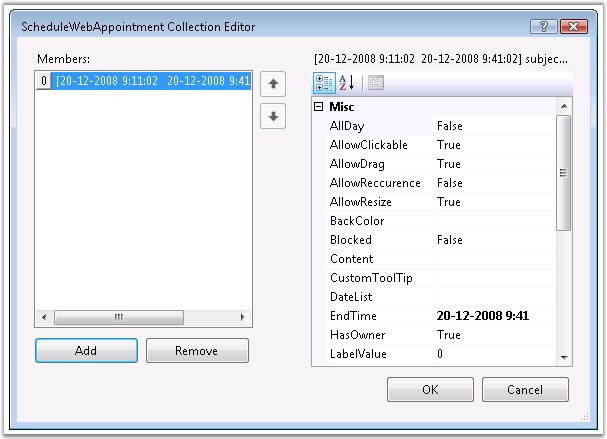 ScheduleWebAppointment Collection Editor
Members:
0 [20-12-2008 9:11:02 20-12-2008 9:41
Add
Remove
[20-12-2008 9:11:02 20-12-2008 9:41:02] subjec...
Misc
AllDay False
AllowClickable True
AllowDrag True
AllowReccurence False
AllowResize True
BackColor
Blocked False
Content
CustomToolTip
DateList
EndTime 20-12-2008 9:41
HasOwner True
LabelValue 0
OK
Cancel